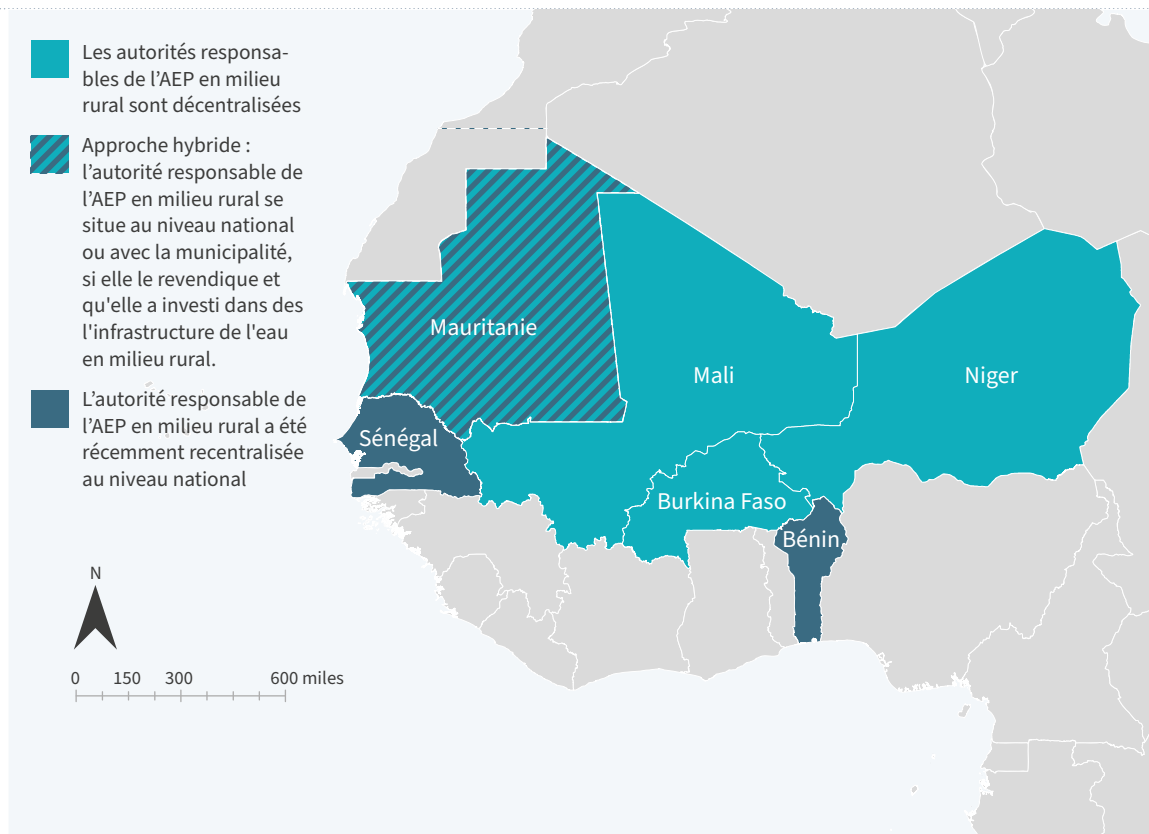 Les autorités responsa-
bles de l’AEP en milieu
rural sont décentralisées
Approche hybride :
l’autorité responsable de
l’AEP en milieu rural se
situe au niveau national
ou avec la municipalité,
si elle le revendique et
qu'elle a investi dans des
l'infrastructure de l'eau
en milieu rural.
L’autorité responsable de
l’AEP en milieu rural a été
récemment recentralisée
au niveau national
Mauritanie
Mali
Niger
Sénégal
Burkina Faso
Bénin
N
0 150 300 600 miles